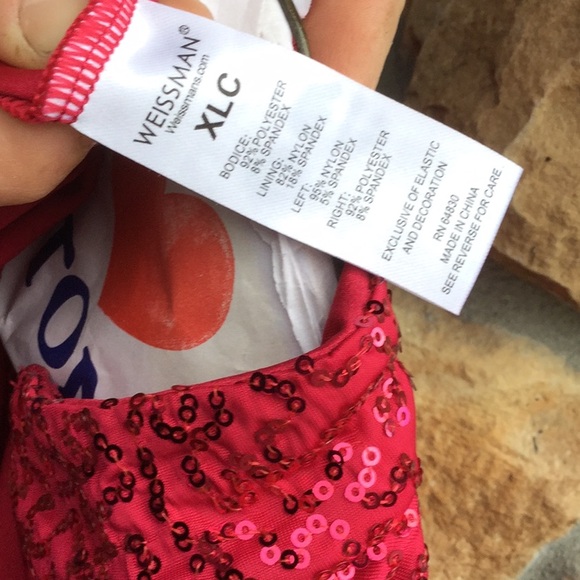 WEISSMAN®
Weissmans.com
XLC
BODICE:
92% POLYESTER
8% SPANDEX
LINING:
82% NYLON
18% SPANDEX
LEFT:
95% NYLON
5% SPANDEX
RIGHT:
92% POLYESTER
8% SPANDEX
EXCLUSIVE OF ELASTIC
AND DECORATION
RN 64830
MADE IN CHINA
SEE REVERSE FOR CARE